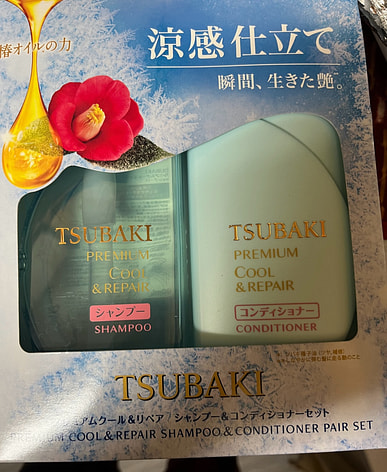 椿オイルの力
涼感仕立て
瞬間、生きた艶。
TSUBAKI
PREMIUM
COOL
& REPAIR
シャンプー
SHAMPOO
TSUBAKI
PREMIUM
COOL
& REPAIR
コンディショナー
CONDITIONER
TSUBAKI
アムクール&リペア/シャンプー&コンディショナーセット
PREMIUM COOL & REPAIR SHAMPOO & CONDITIONER PAIR SET